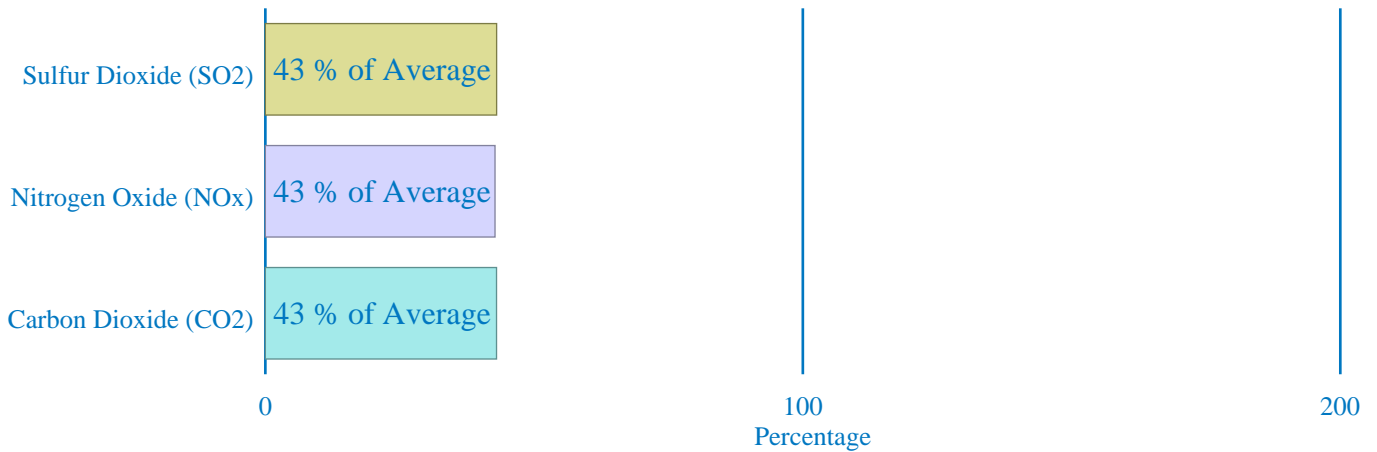 Sulfur Dioxide (SO2)
43 % of Average
Nitrogen Oxide (NOx)
43 % of Average
Carbon Dioxide (CO2)
43 % of Average
0
100
200
Percentage